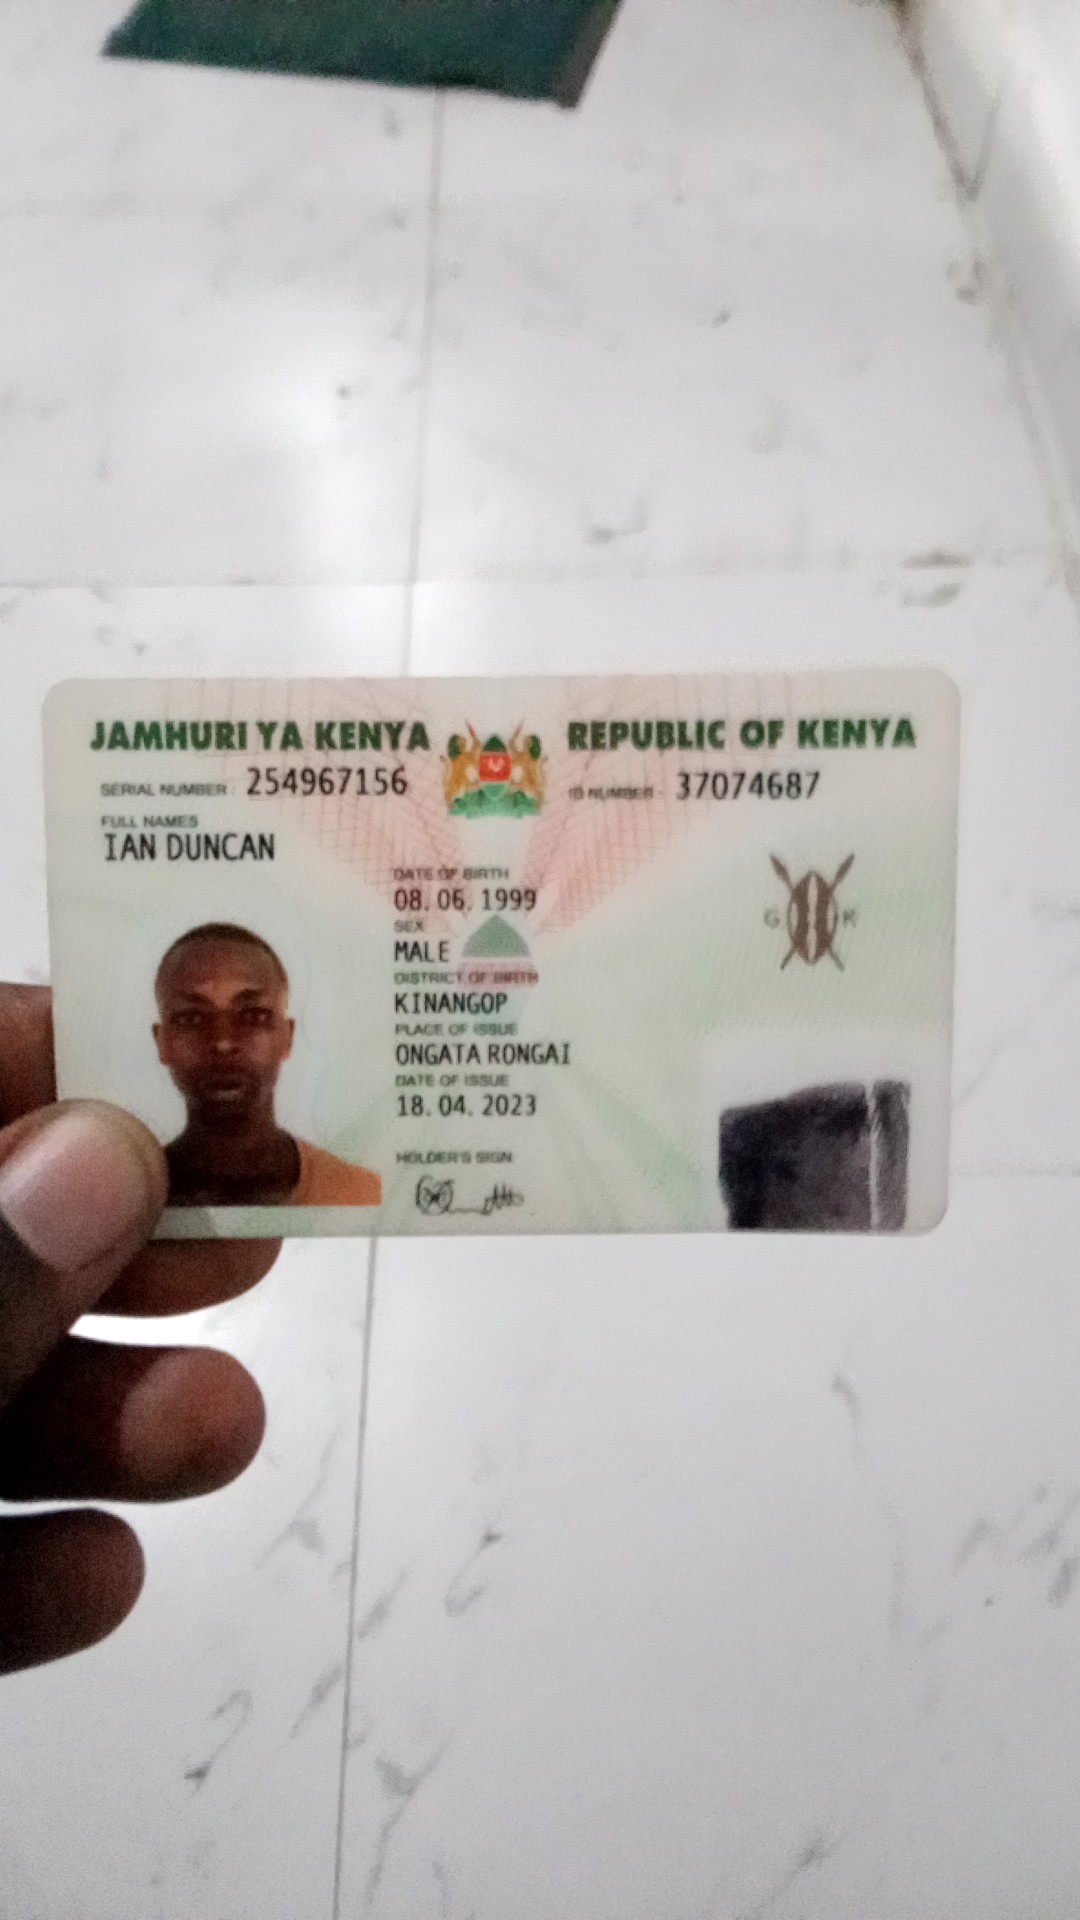 JAMHURI YA KENYA REPUBLIC OF KENYA
SERIAL NUMBER : 254967156 ID NUMBER : 37074687
FULL NAMES
IAN DUNCAN
DATE OF BIRTH
08. 06. 1999
SEX
MALE
G K
DISTRICT OF BIRTH
KINANGOP
PLACE OF ISSUE
ONGATA RONGAI
DATE OF ISSUE
18. 04. 2023
HOLDER'S SIGN.